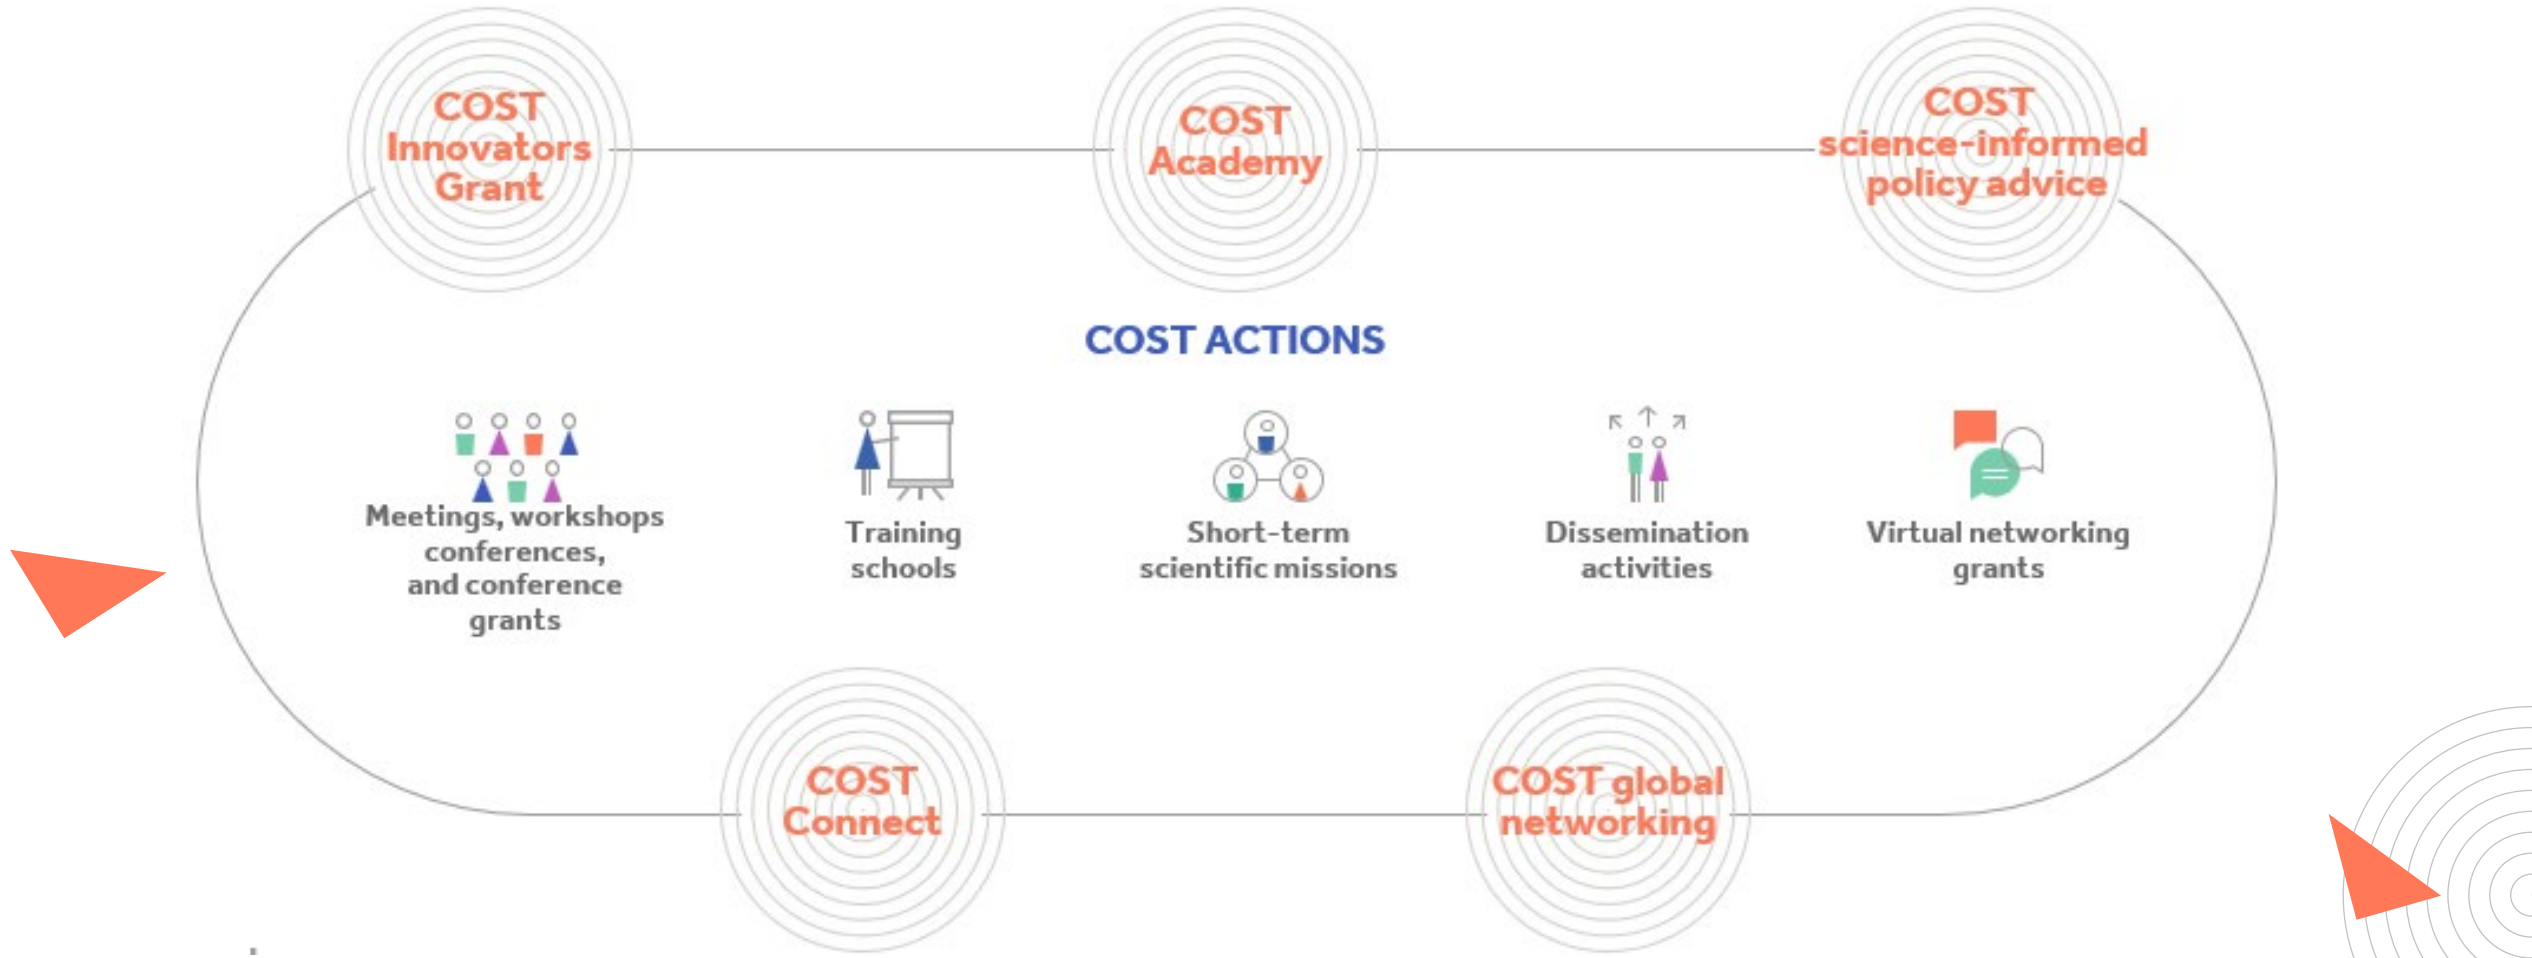 COST
Innovators
Grant
COST
Academy
COST
science-informed
policy advice
COST ACTIONS
Meetings, workshops
conferences,
and conference
grants
Training
schools
Short-term
scientific missions
Dissemination
activities
Virtual networking
grants
COST
Connect
COST global
networking